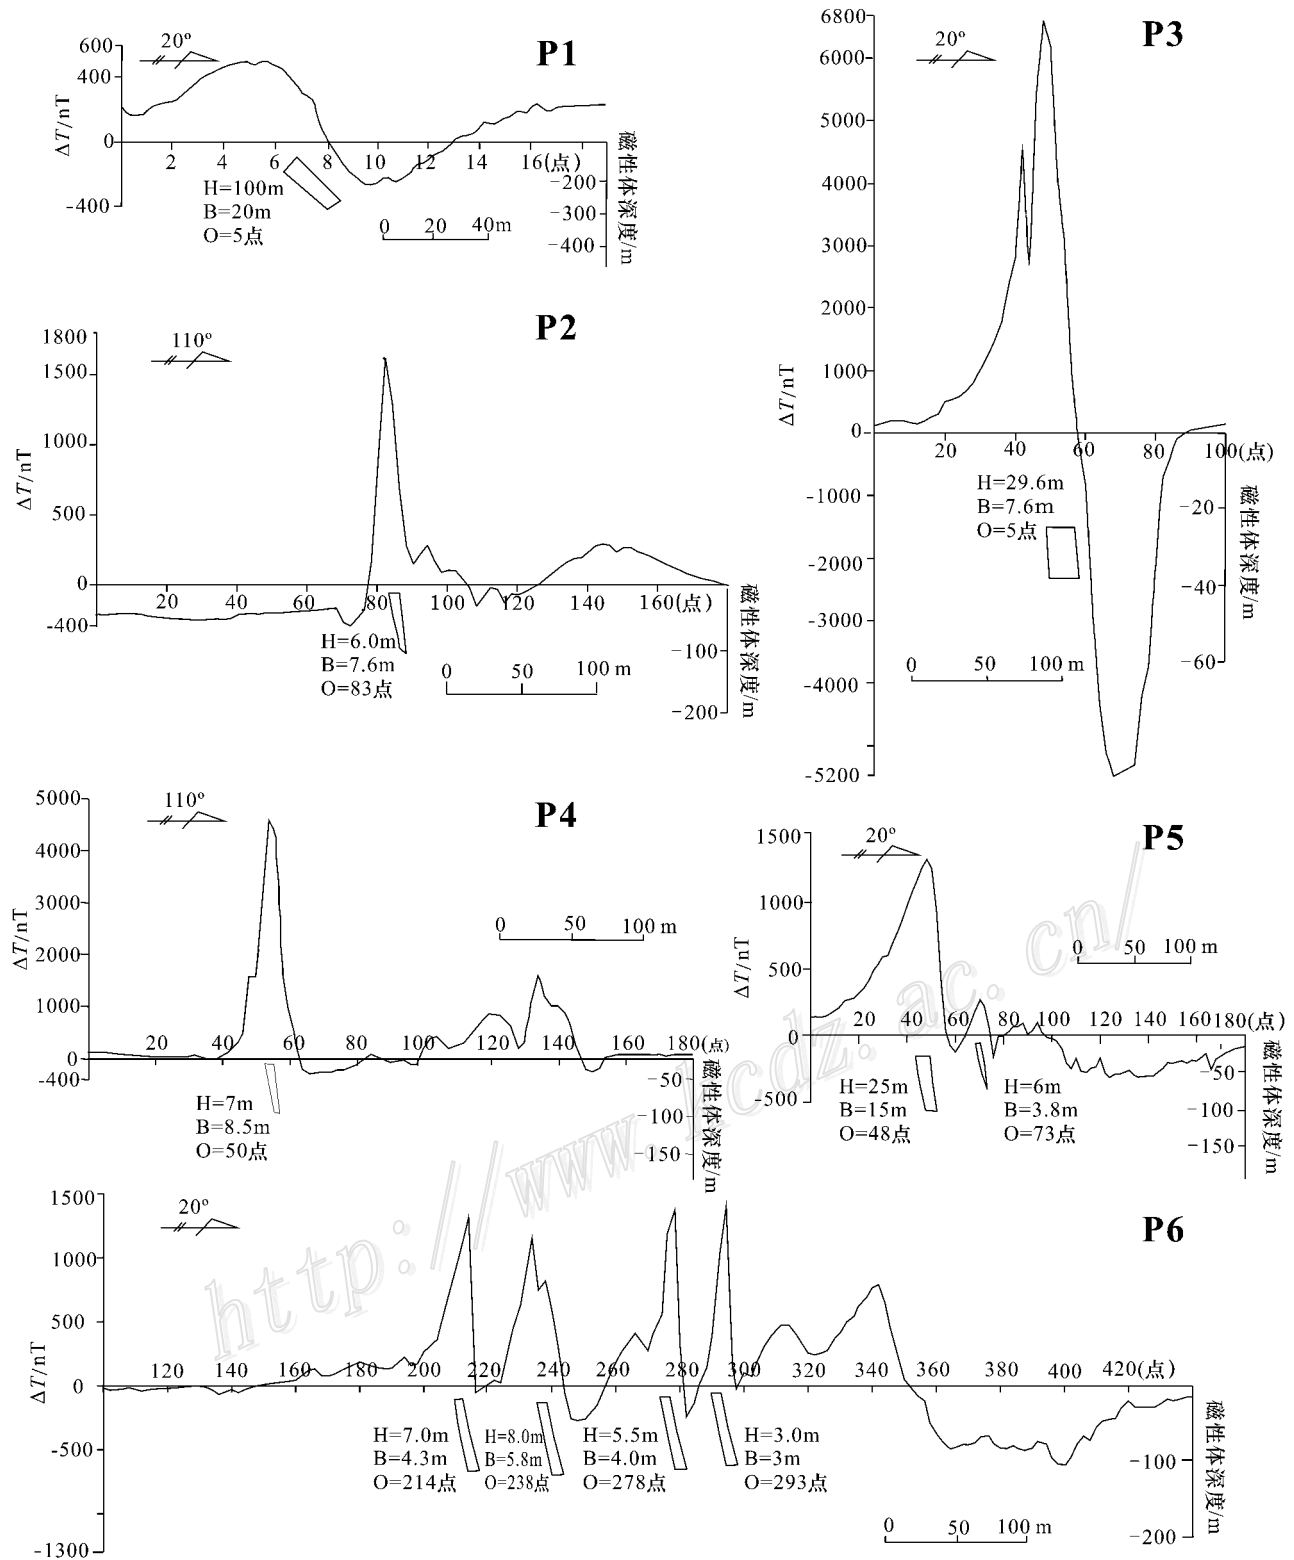 P1
20°
600
400
0
-400
ΔT/nT
2 4 6 8 10 12 14 16(点)
H=100m
B=20m
O=5点
0 20 40m
-200
-300
-400
磁性体深度/m
P3
20°
6800
6000
5000
4000
3000
2000
1000
0
-1000
-2000
-3000
-4000
-5200
ΔT/nT
20 40 60 80 100(点)
H=29.6m
B=7.6m
O=5点
0 50 100 m
-20
-40
-60
磁性体深度/m
P2
110°
1800
1500
1000
500
0
-400
ΔT/nT
20 40 60 80 100 120 140 160(点)
H=6.0m
B=7.6m
O=83点
0 50 100 m
-100
-200
磁性体深度/m
P4
110°
5000
4000
3000
2000
1000
0
-400
ΔT/nT
0 50 100 m
20 40 60 80 100 120 140 160 180(点)
H=7m
B=8.5m
O=50点
-50
-100
-150
磁性体深度/m
P5
20°
1500
1000
500
0
-500
ΔT/nT
0 50 100 m
20 40 60 80 100 120 140 160 180(点)
H=25m
B=15m
O=48点
H=6m
B=3.8m
O=73点
-50
-100
-150
磁性体深度/m
P6
20°
1500
1000
500
0
-500
-1300
ΔT/nT
120 140 160 180 200 220 240 260 280 300 320 340 360 380 400 420(点)
H=7.0m
B=4.3m
O=214点
H=8.0m
B=5.8m
O=238点
H=5.5m
B=4.0m
O=278点
H=3.0m
B=3m
O=293点
0 50 100 m
-100
-200
磁性体深度/m
http://www.kcdz.ac.cn/